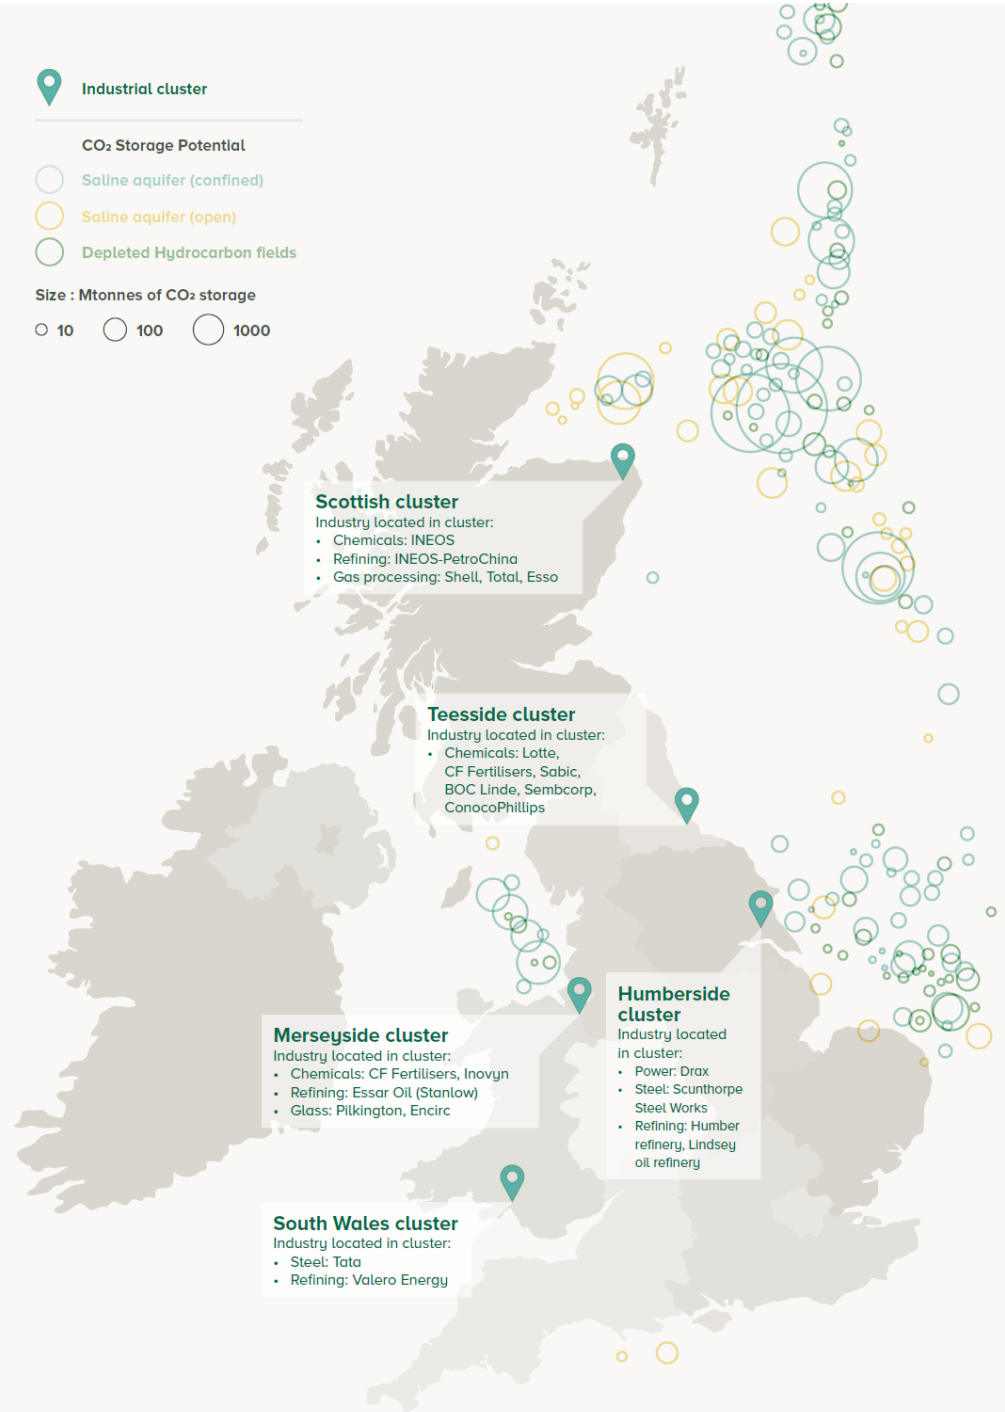 Industrial cluster
CO₂ Storage Potential
Saline aquifer (confined)
Saline aquifer (open)
Depleted Hydrocarbon fields
Size : Mtonnes of CO₂ storage
10 100 1000
Scottish cluster
Industry located in cluster:
• Chemicals: INEOS
• Refining: INEOS-PetroChina
• Gas processing: Shell, Total, Esso
Teesside cluster
Industry located in cluster:
• Chemicals: Lotte,
CF Fertilisers, Sabic,
BOC Linde, Sembcorp,
ConocoPhillips
Humberside
cluster
Industry located
in cluster:
• Power: Drax
• Steel: Scunthorpe
Steel Works
• Refining: Humber
refinery, Lindsey
oil refinery
Merseyside cluster
Industry located in cluster:
• Chemicals: CF Fertilisers, Inovyn
• Refining: Essar Oil (Stanlow)
• Glass: Pilkington, Encirc
South Wales cluster
Industry located in cluster:
• Steel: Tata
• Refining: Valero Energy